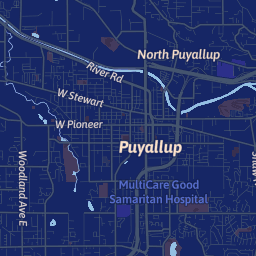 North Puyallup
River Rd
W Stewart
W Pioneer
Puyallup
Woodland Ave E
MultiCare Good
Samaritan Hospital